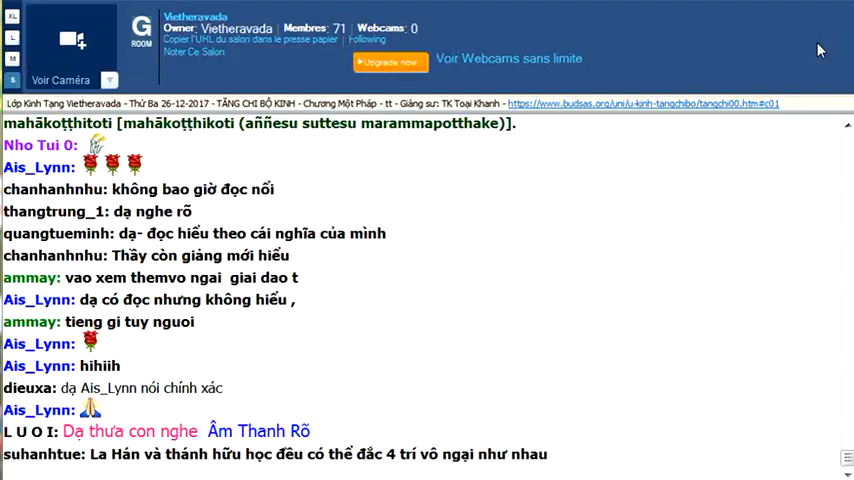 XL
L
M
S
Voir Caméra
G
ROOM
Vietheravada
Owner: Vietheravada Membres: 71 Webcams: 0
Copier l'URL du salon dans le presse papier | Following
Noter Ce Salon
Upgrade now
Voir Webcams sans limite
Lớp Kinh Tạng Vietheravada - Thứ Ba 26-12-2017 - TĂNG CHI BỘ KINH - Chương Một Pháp - tt - Giảng sư: TK Toại Khanh - https://www.budsas.org/uni/u-kinh-tangchibo/tangchi00.htm#c01
mahākoṭṭhitoti [mahākoṭṭhikoti (aññesu suttesu marammapotthake)].
Nho Tui 0:
Ais_Lynn:
chanhanhnhu: không bao giờ đọc nổi
thangtrung_1: dạ nghe rõ
quangtueminh: dạ- đọc hiểu theo cái nghĩa của mình
chanhanhnhu: Thầy còn giảng mới hiểu
ammay: vao xem themvo ngai giai dao t
Ais_Lynn: dạ có đọc nhưng không hiểu ,
ammay: tieng gi tuy nguoi
Ais_Lynn:
Ais_Lynn: hihiih
dieuxa: dạ Ais_Lynn nói chính xác
Ais_Lynn:
L U O I: Dạ thưa con nghe Âm Thanh Rõ
suhanhtue: La Hán và thánh hữu học đều có thể đắc 4 trí vô ngại như nhau